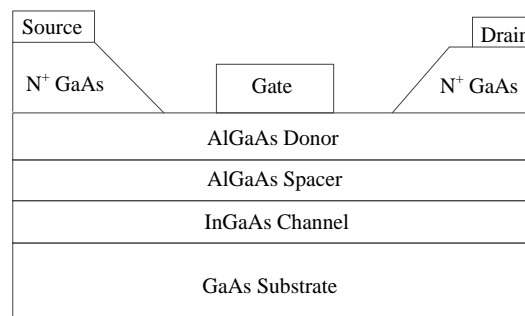 Source
Drain
N⁺ GaAs
Gate
N⁺ GaAs
AlGaAs Donor
AlGaAs Spacer
InGaAs Channel
GaAs Substrate